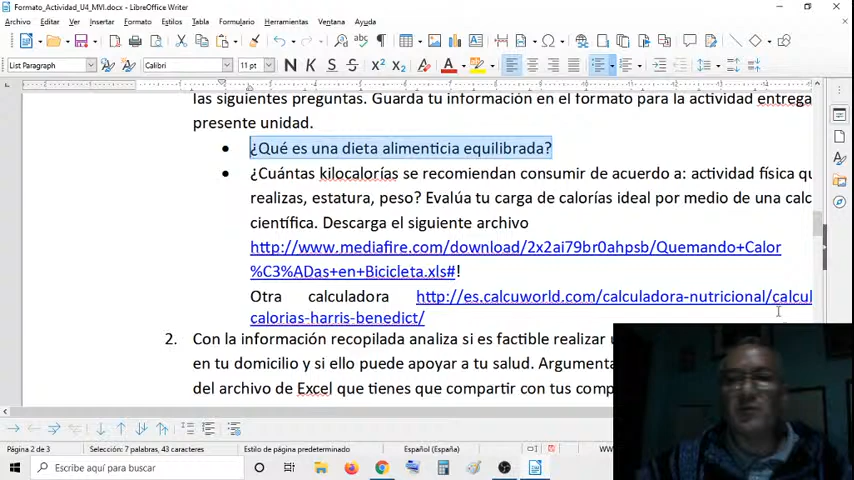 Formato_Actividad_U4_MVI.docx - LibreOffice Writer
Archivo Editar Ver Insertar Formato Estilos Tabla Formulario Herramientas Ventana Ayuda
List Paragraph Calibri 11 pt N K S
las siguientes preguntas. Guarda tu información en el formato para la actividad entrega
presente unidad.
• ¿Qué es una dieta alimenticia equilibrada?
• ¿Cuántas kilocalorías se recomiendan consumir de acuerdo a: actividad física qu
realizas, estatura, peso? Evalúa tu carga de calorías ideal por medio de una calc
científica. Descarga el siguiente archivo
http://www.mediafire.com/download/2x2ai79br0ahpsb/Quemando+Calor
%C3%ADas+en+Bicicleta.xls#!
Otra calculadora http://es.calcuworld.com/calculadora-nutricional/calcul
calorias-harris-benedict/
2. Con la información recopilada analiza si es factible realizar
en tu domicilio y si ello puede apoyar a tu salud. Argumenta
del archivo de Excel que tienes que compartir con tus comp
Página 2 de 3 Selección: 7 palabras, 43 caracteres Estilo de página predeterminado Español (España)
Escribe aquí para buscar